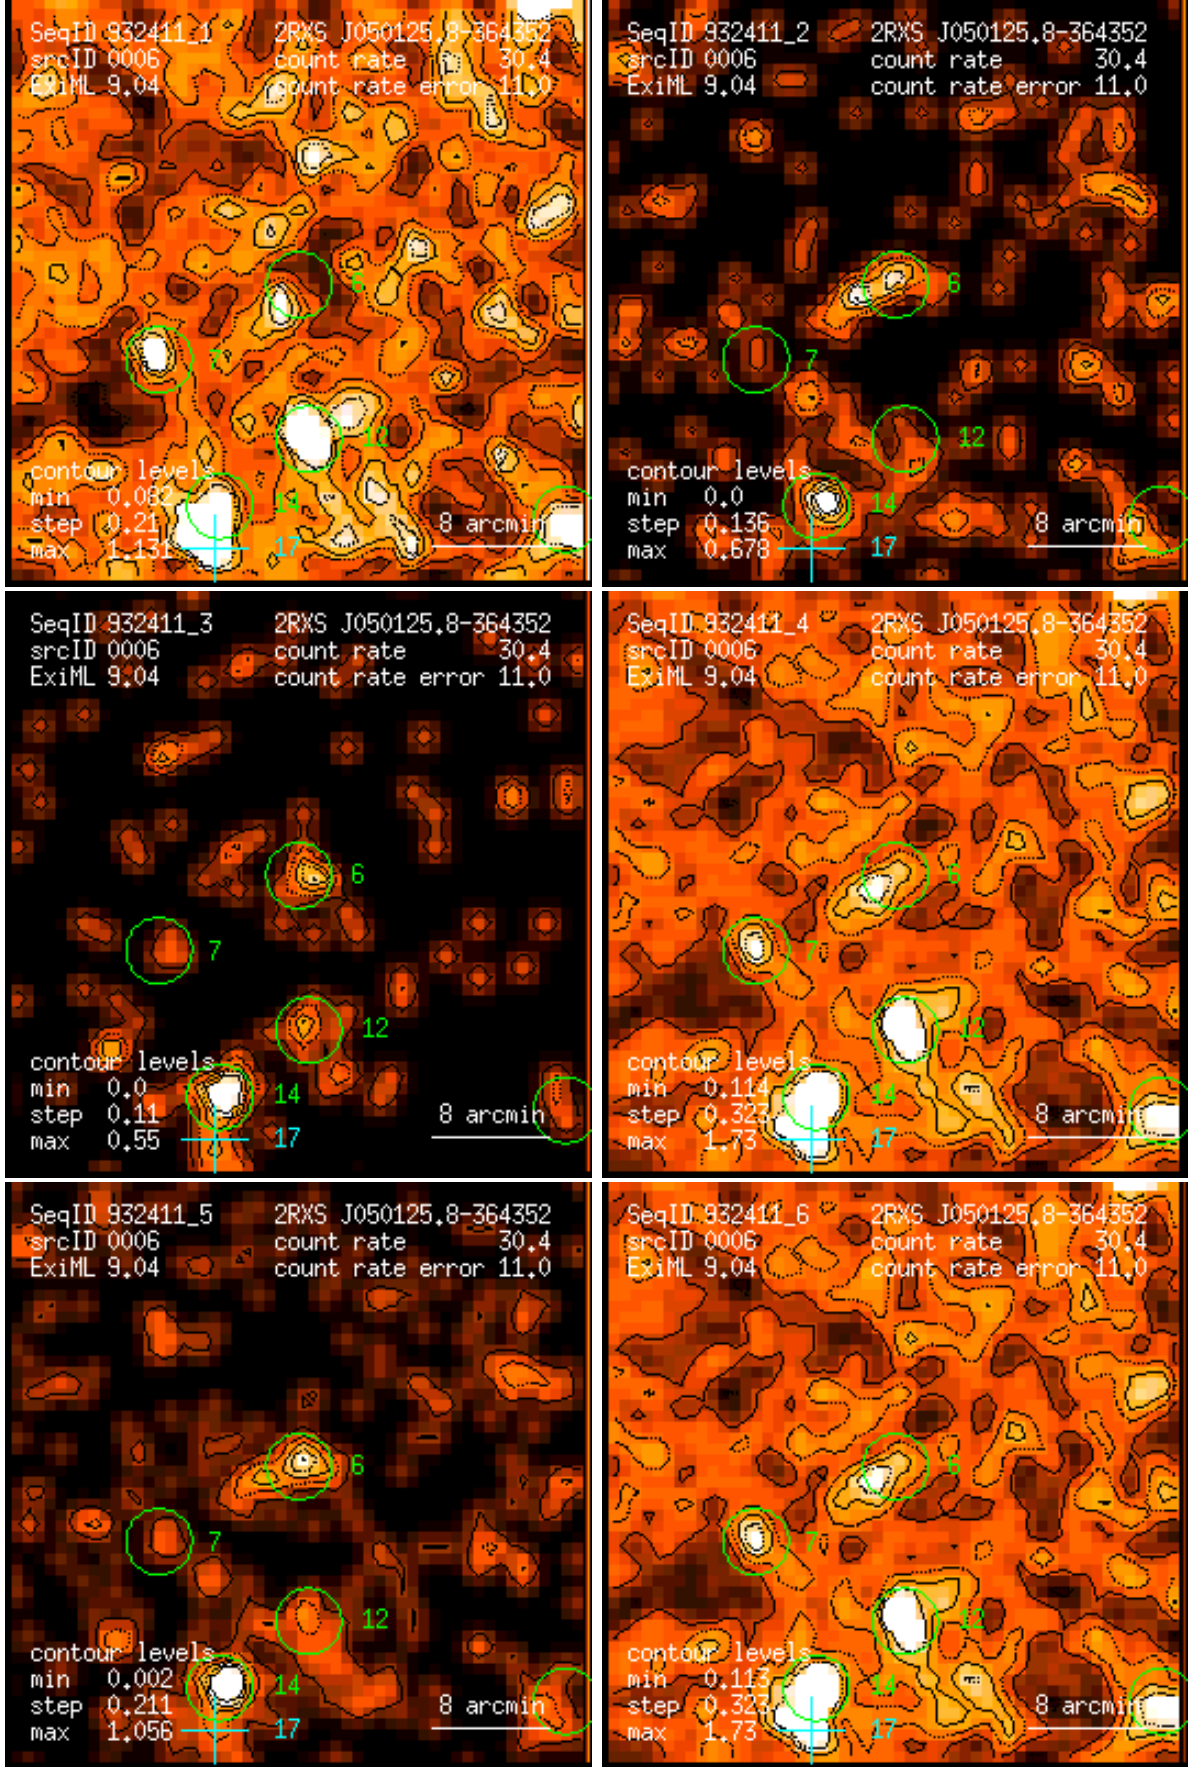 SeqID 932411_1 2RXS J050125.8-364352
srcID 0006 count rate 30.4
ExiML 9.04 count rate error 11.0
6
7
12
contour levels
min 0.082
14
step 0.21
8 arcmin
max 1.131
17
SeqID 932411_2 2RXS J050125.8-364352
srcID 0006 count rate 30.4
ExiML 9.04 count rate error 11.0
6
7
12
contour levels
min 0.0
14
step 0.136
8 arcmin
max 0.678
17
SeqID 932411_3 2RXS J050125.8-364352
srcID 0006 count rate 30.4
ExiML 9.04 count rate error 11.0
6
7
12
contour levels
min 0.0
14
step 0.11
8 arcmin
max 0.55
17
SeqID 932411_4 2RXS J050125.8-364352
srcID 0006 count rate 30.4
ExiML 9.04 count rate error 11.0
6
7
12
contour levels
min 0.114
14
step 0.323
8 arcmin
max 1.73
17
SeqID 932411_5 2RXS J050125.8-364352
srcID 0006 count rate 30.4
ExiML 9.04 count rate error 11.0
6
7
12
contour levels
min 0.002
14
step 0.211
8 arcmin
max 1.056
17
SeqID 932411_6 2RXS J050125.8-364352
srcID 0006 count rate 30.4
ExiML 9.04 count rate error 11.0
6
7
12
contour levels
min 0.113
14
step 0.323
8 arcmin
max 1.73
17